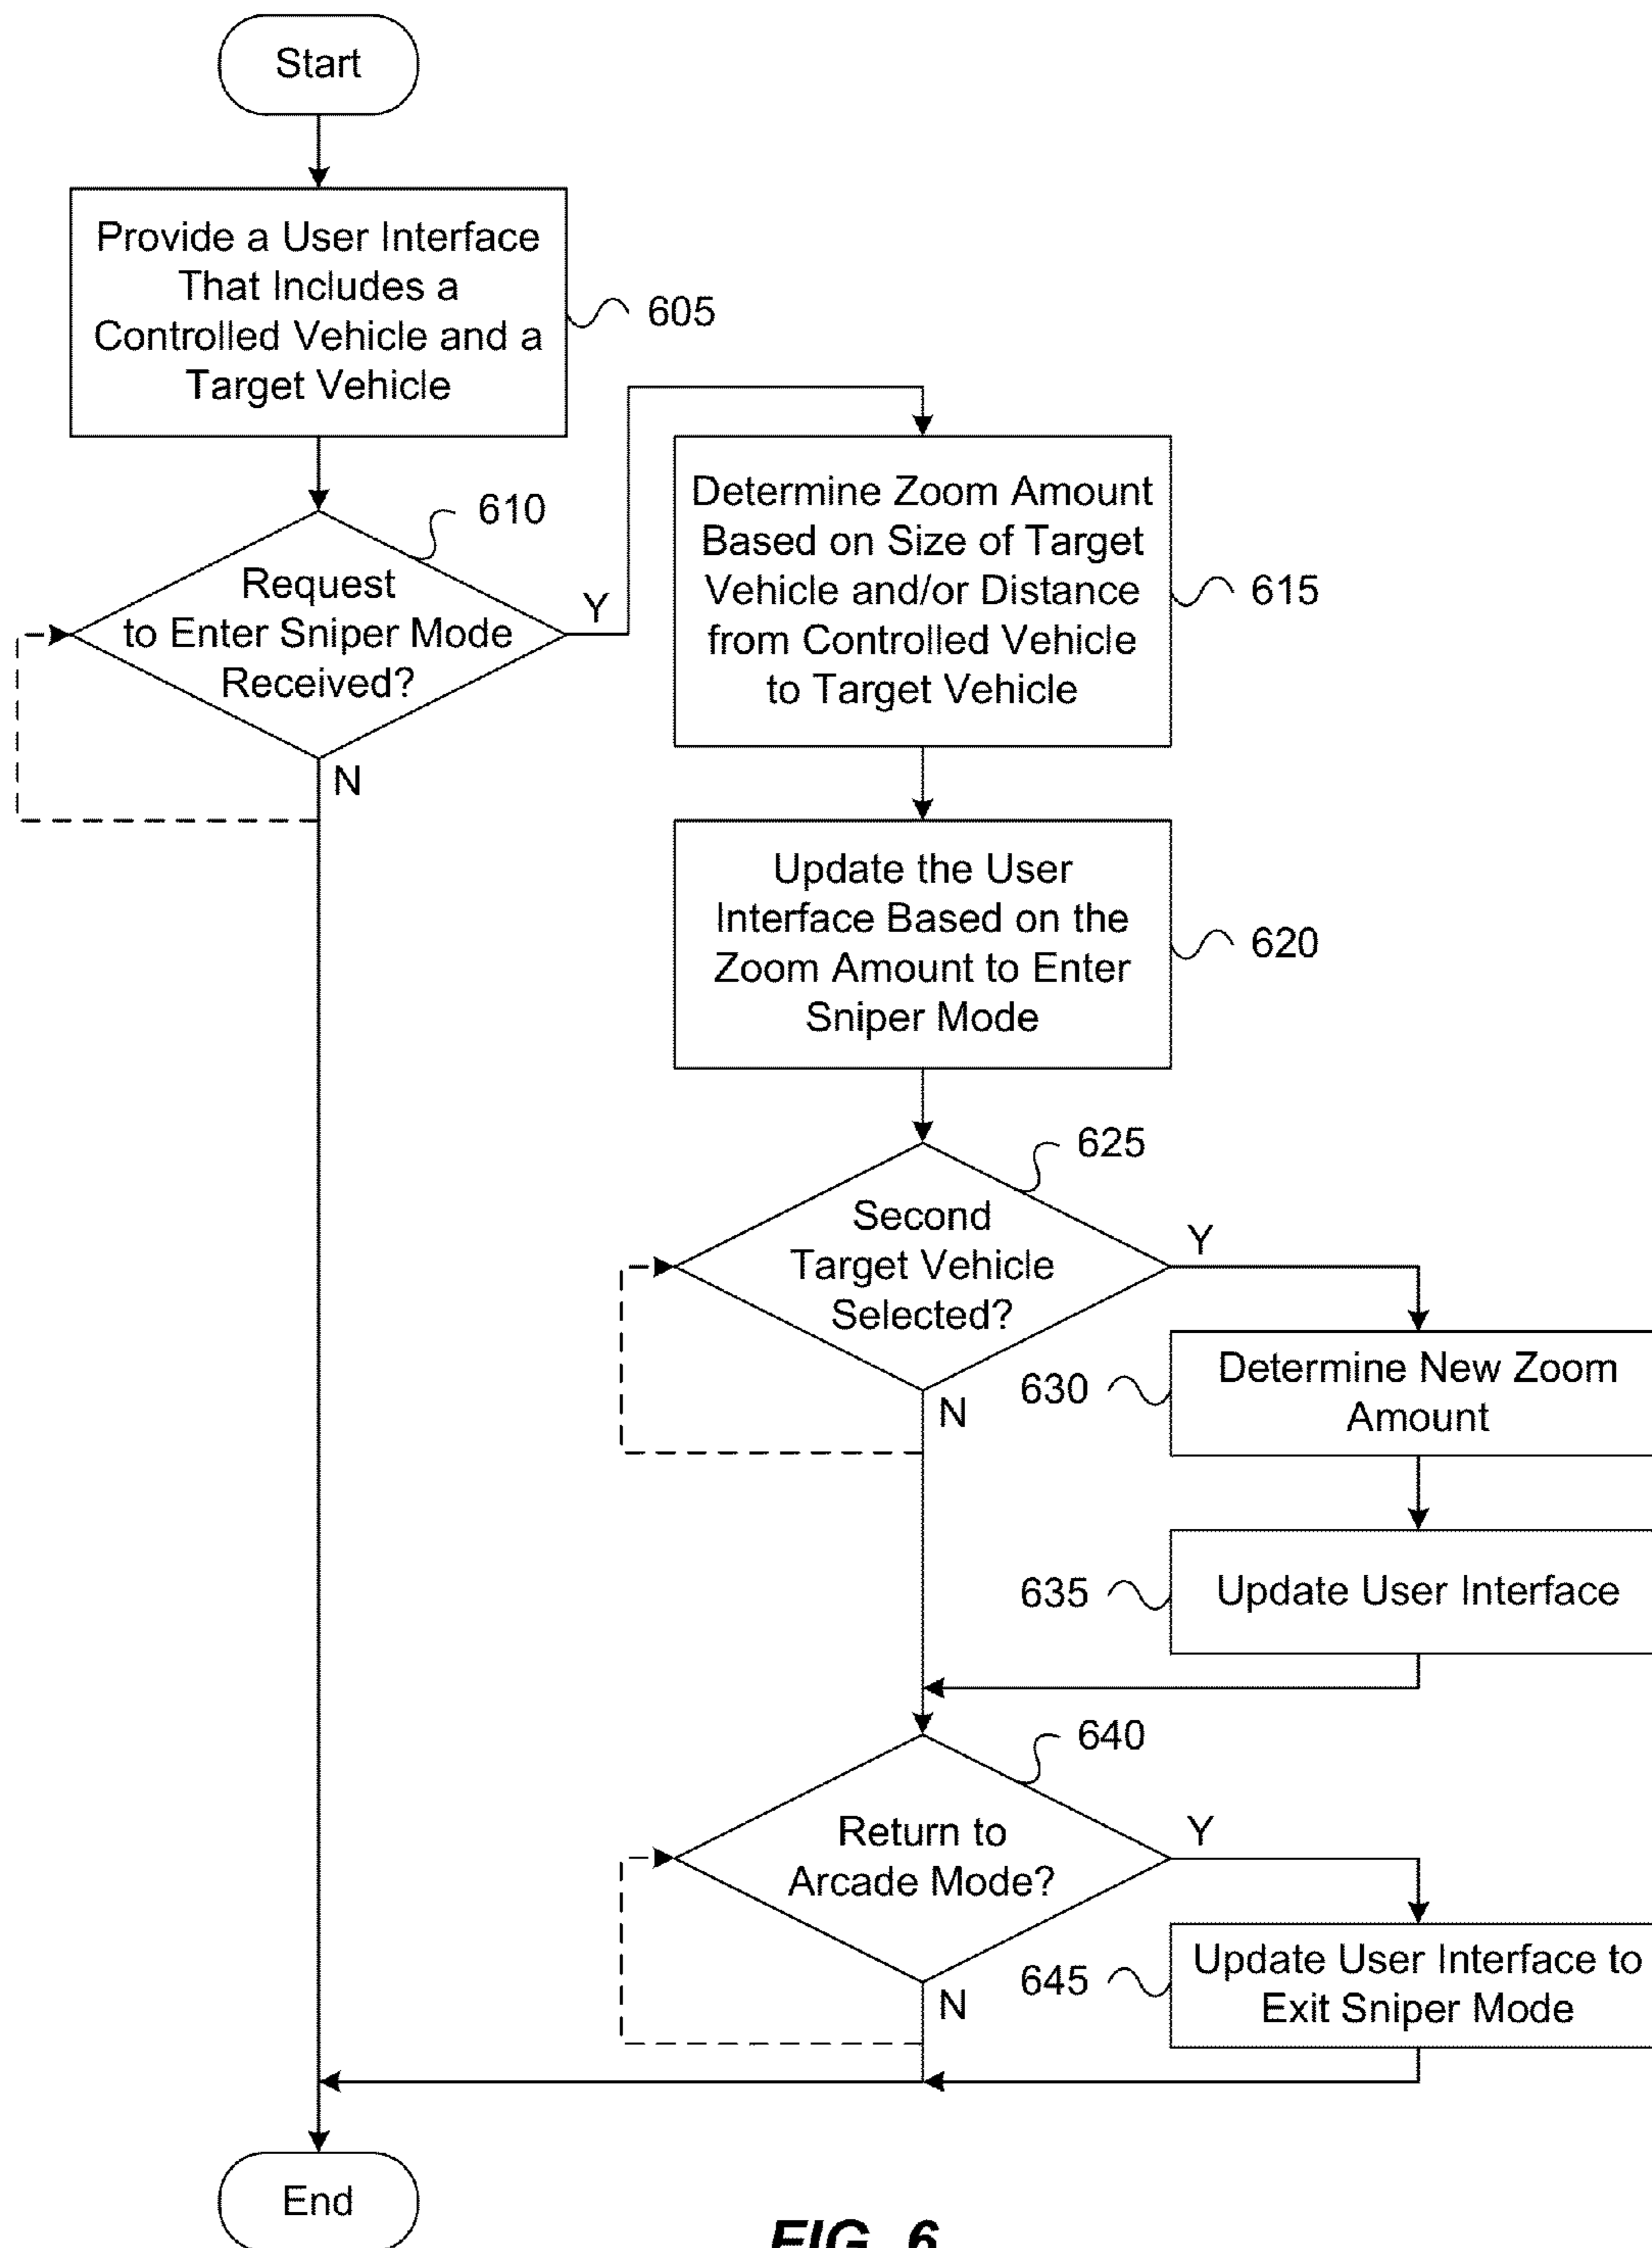 Start
Provide a User Interface
That Includes a
Controlled Vehicle and a
Target Vehicle
605
610
Request
to Enter Sniper Mode
Received?
Y
N
Determine Zoom Amount
Based on Size of Target
Vehicle and/or Distance
from Controlled Vehicle
to Target Vehicle
615
Update the User
Interface Based on the
Zoom Amount to Enter
Sniper Mode
620
625
Second
Target Vehicle
Selected?
Y
N
630
Determine New Zoom
Amount
635
Update User Interface
640
Return to
Arcade Mode?
Y
N
645
Update User Interface to
Exit Sniper Mode
End
FIG. 6